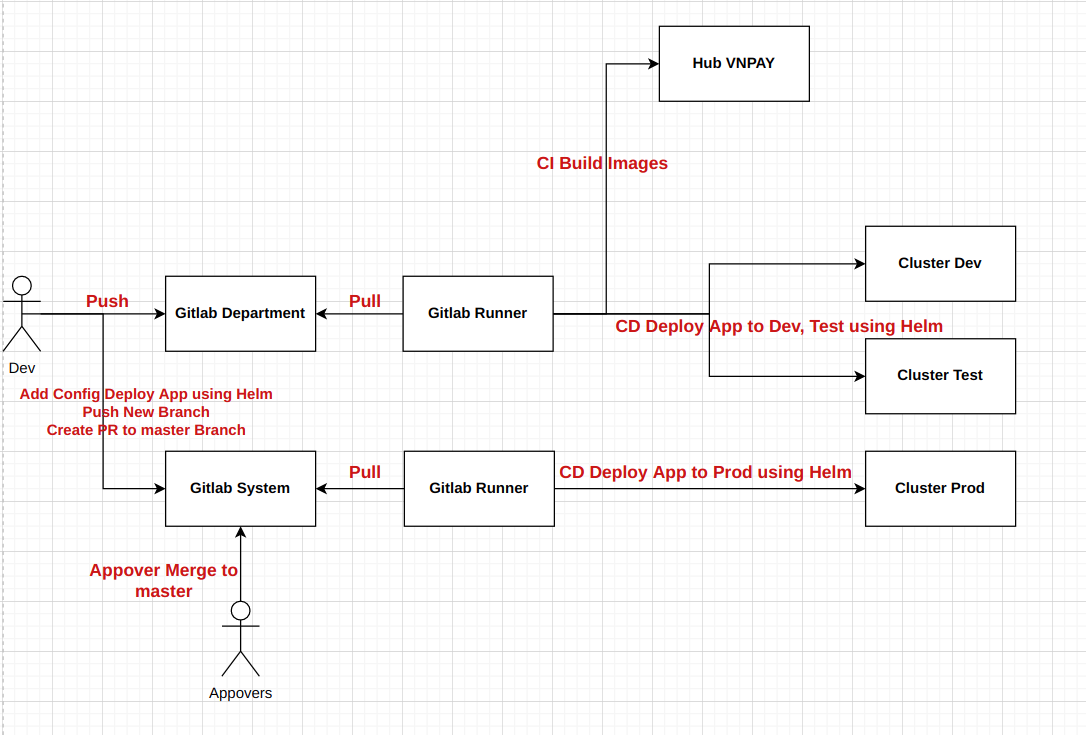 Hub VNPAY
CI Build Images
Cluster Dev
Push
Gitlab Department
Pull
Gitlab Runner
CD Deploy App to Dev, Test using Helm
Dev
Cluster Test
Add Config Deploy App using Helm
Push New Branch
Create PR to master Branch
Gitlab System
Pull
Gitlab Runner
CD Deploy App to Prod using Helm
Cluster Prod
Appover Merge to
master
Appovers